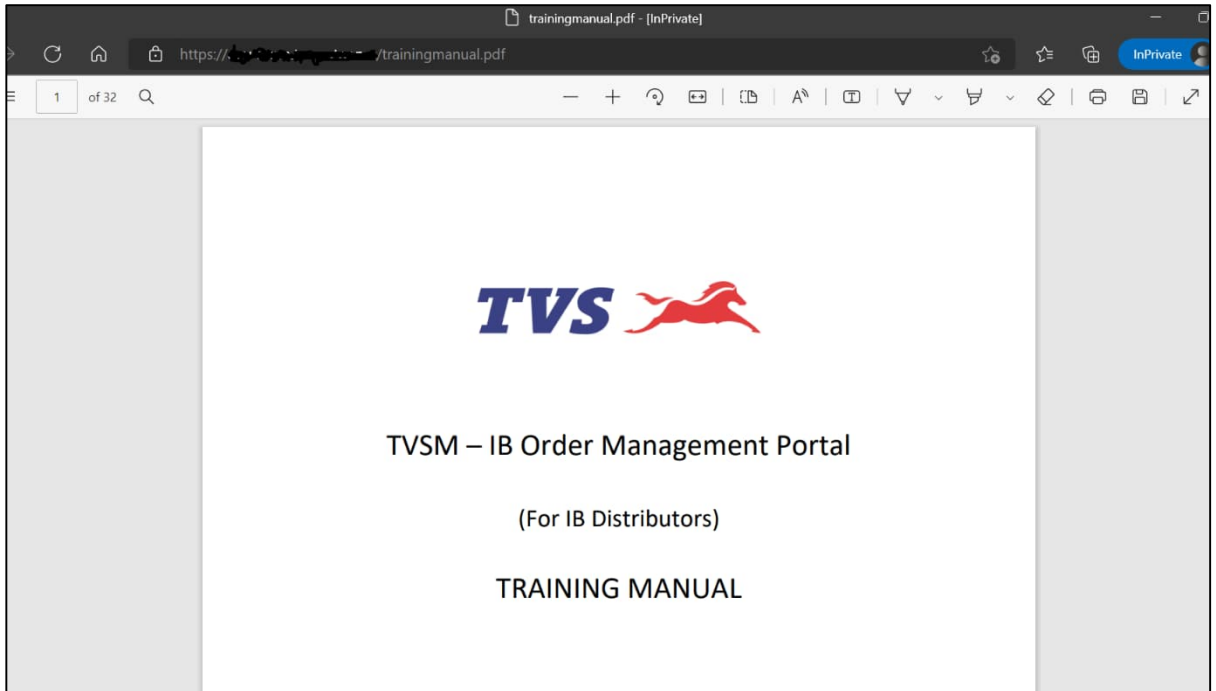 trainingmanual.pdf - [InPrivate]
https:// /trainingmanual.pdf
InPrivate
1 of 32
TVS
TVSM – IB Order Management Portal
(For IB Distributors)
TRAINING MANUAL